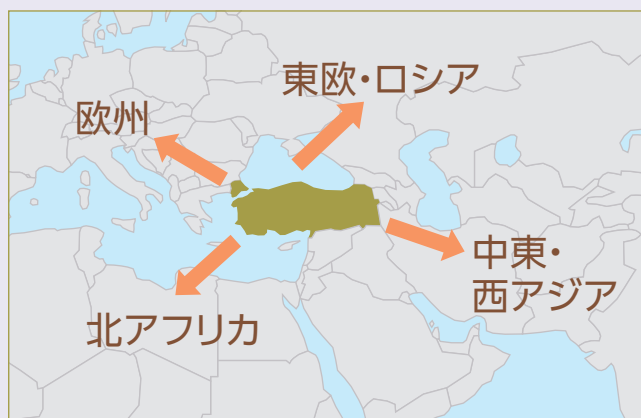 東欧・ロシア
欧州
中東・
西アジア
北アフリカ